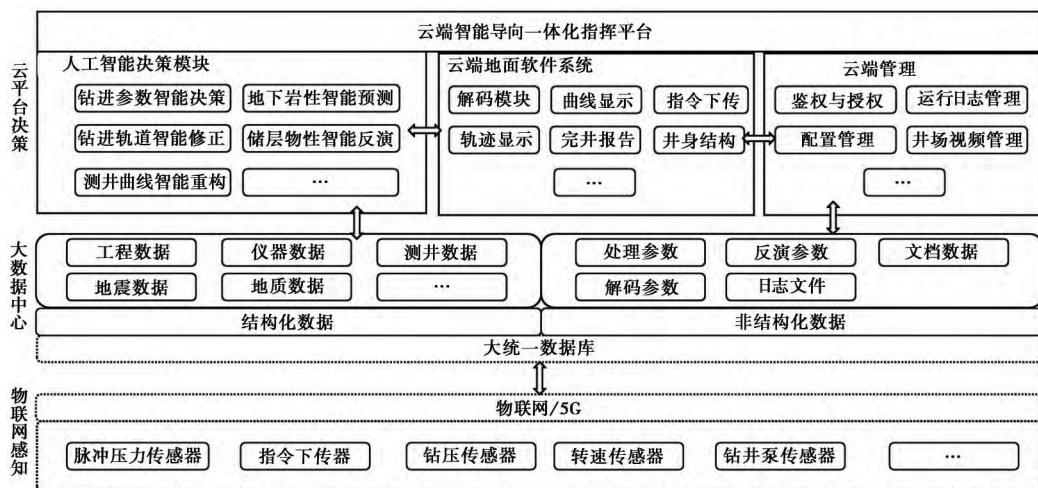 云端智能导向一体化指挥平台
云平台决策
人工智能决策模块
钻进参数智能决策
地下岩性智能预测
钻进轨道智能修正
储层物性智能反演
测井曲线智能重构
…
云端地面软件系统
解码模块
曲线显示
指令下传
轨迹显示
完井报告
井身结构
…
云端管理
鉴权与授权
运行日志管理
配置管理
井场视频管理
…
大数据中心
工程数据
仪器数据
测井数据
地震数据
地质数据
…
处理参数
反演参数
文档数据
解码参数
日志文件
结构化数据
非结构化数据
大统一数据库
物联网感知
物联网/5G
脉冲压力传感器
指令下传器
钻压传感器
转速传感器
钻井泵传感器
…